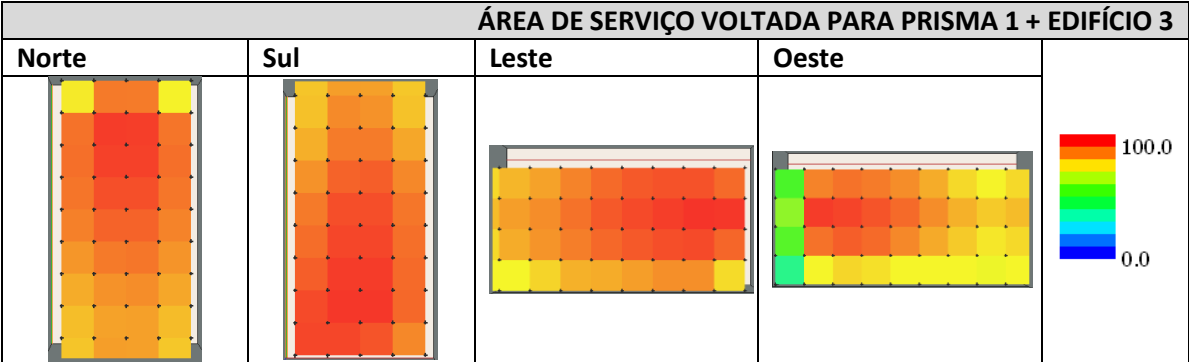 ÁREA DE SERVIÇO VOLTADA PARA PRISMA 1 + EDIFÍCIO 3
Norte Sul Leste Oeste
100.0
0.0